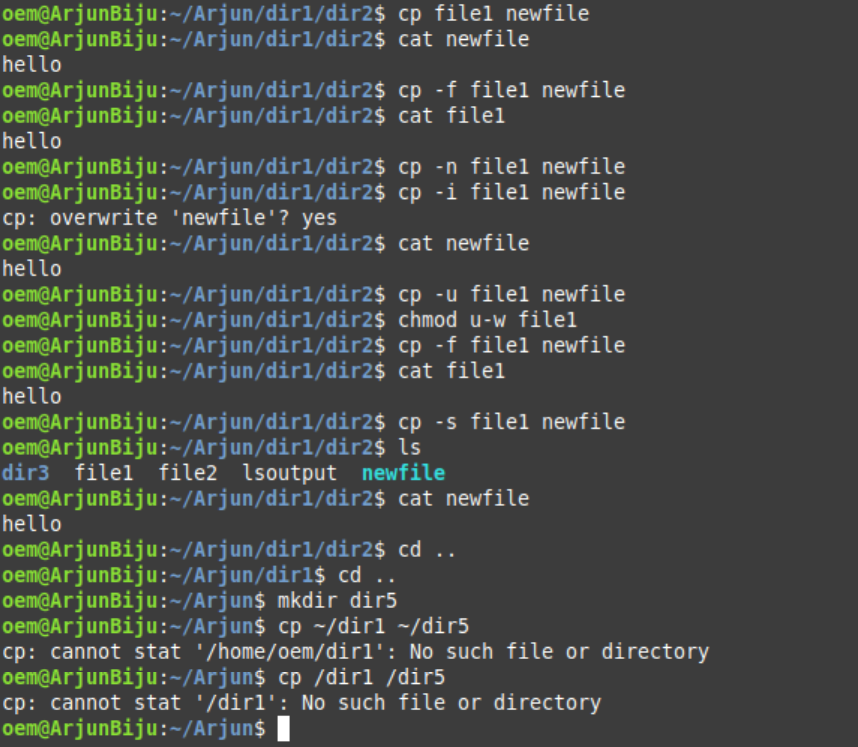 oem@ArjunBiju:~/Arjun/dir1/dir2$ cp file1 newfile
oem@ArjunBiju:~/Arjun/dir1/dir2$ cat newfile
hello
oem@ArjunBiju:~/Arjun/dir1/dir2$ cp -f file1 newfile
oem@ArjunBiju:~/Arjun/dir1/dir2$ cat file1
hello
oem@ArjunBiju:~/Arjun/dir1/dir2$ cp -n file1 newfile
oem@ArjunBiju:~/Arjun/dir1/dir2$ cp -i file1 newfile
cp: overwrite 'newfile'? yes
oem@ArjunBiju:~/Arjun/dir1/dir2$ cat newfile
hello
oem@ArjunBiju:~/Arjun/dir1/dir2$ cp -u file1 newfile
oem@ArjunBiju:~/Arjun/dir1/dir2$ chmod u-w file1
oem@ArjunBiju:~/Arjun/dir1/dir2$ cp -f file1 newfile
oem@ArjunBiju:~/Arjun/dir1/dir2$ cat file1
hello
oem@ArjunBiju:~/Arjun/dir1/dir2$ cp -s file1 newfile
oem@ArjunBiju:~/Arjun/dir1/dir2$ ls
dir3  file1  file2  lsoutput  newfile
oem@ArjunBiju:~/Arjun/dir1/dir2$ cat newfile
hello
oem@ArjunBiju:~/Arjun/dir1/dir2$ cd ..
oem@ArjunBiju:~/Arjun/dir1$ cd ..
oem@ArjunBiju:~/Arjun$ mkdir dir5
oem@ArjunBiju:~/Arjun$ cp ~/dir1 ~/dir5
cp: cannot stat '/home/oem/dir1': No such file or directory
oem@ArjunBiju:~/Arjun$ cp /dir1 /dir5
cp: cannot stat '/dir1': No such file or directory
oem@ArjunBiju:~/Arjun$